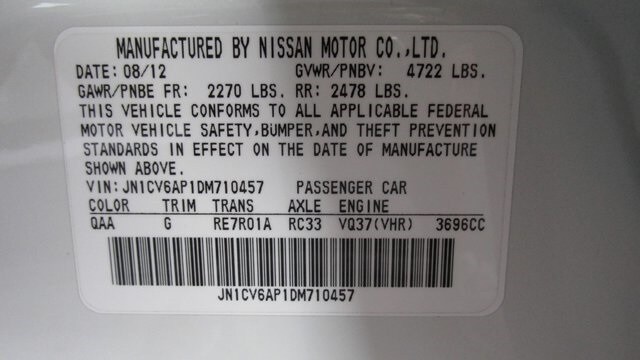 MANUFACTURED BY NISSAN MOTOR CO.,LTD.
DATE: 08/12 GVWR/PNBV: 4722 LBS.
GAWR/PNBE FR: 2270 LBS. RR: 2478 LBS.
THIS VEHICLE CONFORMS TO ALL APPLICABLE FEDERAL
MOTOR VEHICLE SAFETY,BUMPER,AND THEFT PREVENTION
STANDARDS IN EFFECT ON THE DATE OF MANUFACTURE
SHOWN ABOVE.
VIN: JN1CV6AP1DM710457 PASSENGER CAR
COLOR TRIM TRANS AXLE ENGINE
QAA G RE7R01A RC33 VQ37(VHR) 3696CC
JN1CV6AP1DM710457